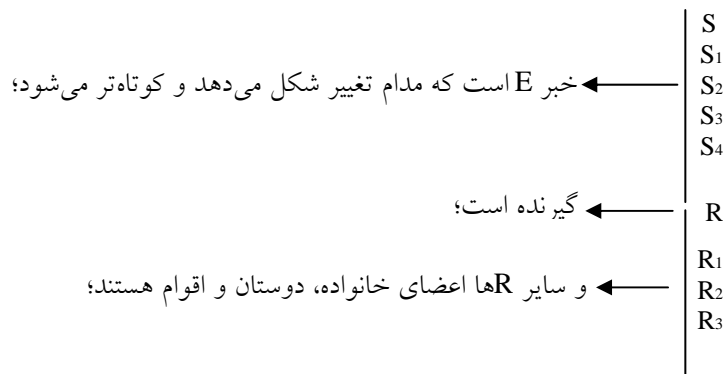 S
S1
خبر E است که مدام تغییر شکل می‌دهد و کوتاه‌تر می‌شود؛ S2
S3
S4
گیرنده است؛ R
R1
و سایر Rها اعضای خانواده، دوستان و اقوام هستند؛ R2
R3